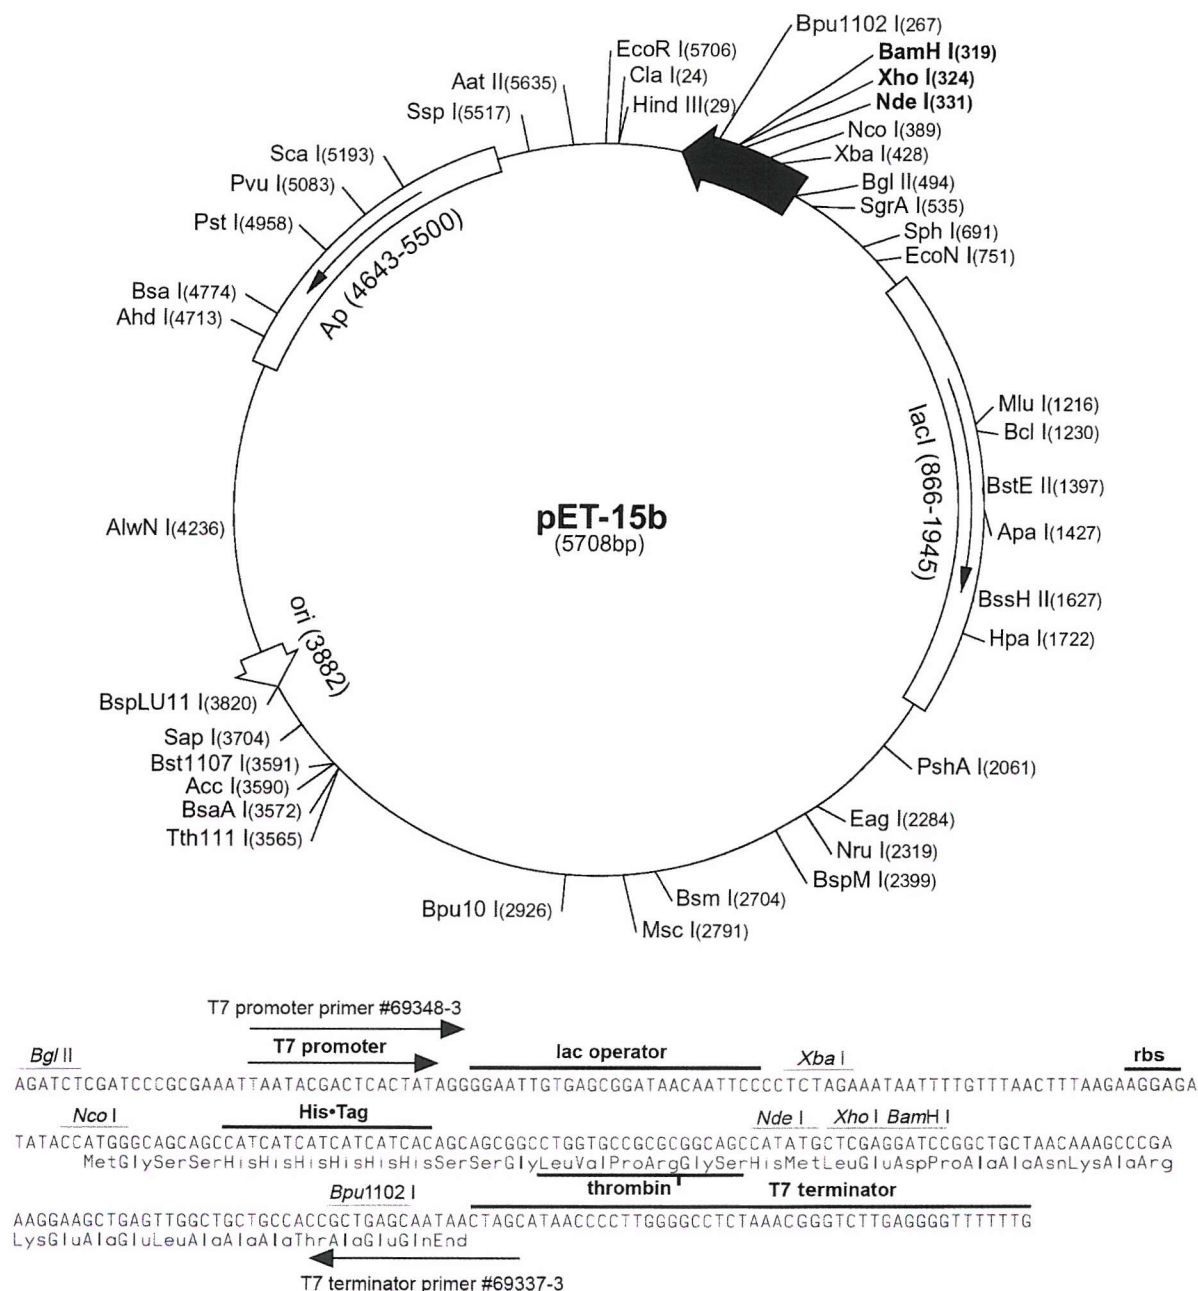 Bpu1102 I(267)
EcoR I(5706)
BamH I(319)
Aat II(5635)
Cla I(24)
Xho I(324)
Ssp I(5517)
Hind III(29)
Nde I(331)
Nco I(389)
Sca I(5193)
Xba I(428)
Pvu I(5083)
Bgl II(494)
SgrA I(535)
Pst I(4958)
Sph I(691)
EcoN I(751)
Ap (4643-5500)
Bsa I(4774)
Ahd I(4713)
Mlu I(1216)
Bcl I(1230)
lacI (866-1945)
BstE II(1397)
pET-15b
(5708bp)
AlwN I(4236)
Apa I(1427)
BssH II(1627)
ori (3882)
Hpa I(1722)
BspLU11 I(3820)
Sap I(3704)
Bst1107 I(3591)
PshA I(2061)
Acc I(3590)
BsaA I(3572)
Eag I(2284)
Tth111 I(3565)
Nru I(2319)
BspM I(2399)
Bsm I(2704)
Bpu10 I(2926)
Msc I(2791)
T7 promoter primer #69348-3
Bgl II T7 promoter lac operator Xba I rbs
AGATCTCGATCCCGCGAAATTAATACGACTCACTATAGGGGAATTGTGAGCGGATAACAATTCCCCTCTAGAAATAATTTTGTTTAACTTTAAGAAGGAGA
Nco I His•Tag Nde I Xho I BamH I
TATACCATGGGCAGCAGCCATCATCATCATCATCACAGCAGCGGCCTGGTGCCGCGCGGCAGCCATATGCTCGAGGATCCGGCTGCTAACAAAGCCCGA
MetGlySerSerHisHisHisHisHisHisSerSerGlyLeuValProArgGlySerHisMetLeuGluAspProAlaAlaAsnLysAlaArg
Bpu1102 I thrombin T7 terminator
AAGGAAGCTGAGTTGGCTGCTGCCACCGCTGAGCAATAACTAGCATAACCCCTTGGGGCCTCTAAACGGGTCTTGAGGGGTTTTTTG
LysGluAlaGluLeuAlaAlaAlaThrAlaGluGlnEnd
T7 terminator primer #69337-3